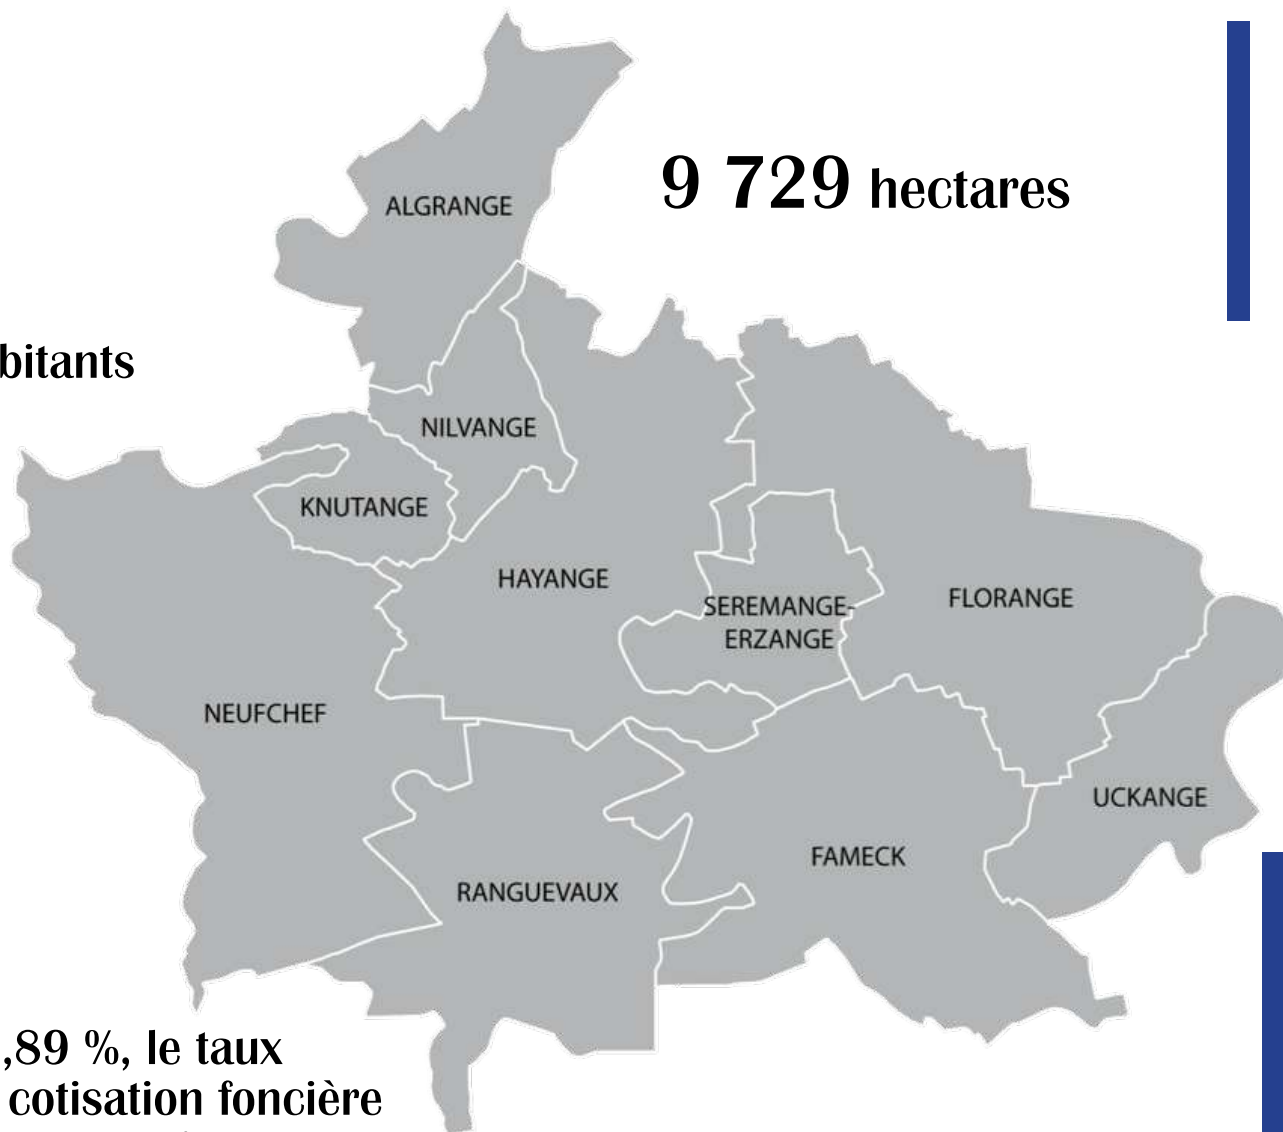 ALGRANGE
9 729 hectares
bitants
NILVANGE
KNUTANGE
HAYANGE
SEREMANGE-
ERZANGE
FLORANGE
NEUFCHEF
UCKANGE
FAMECK
RANGUEVAUX
,89 %, le taux
cotisation foncière